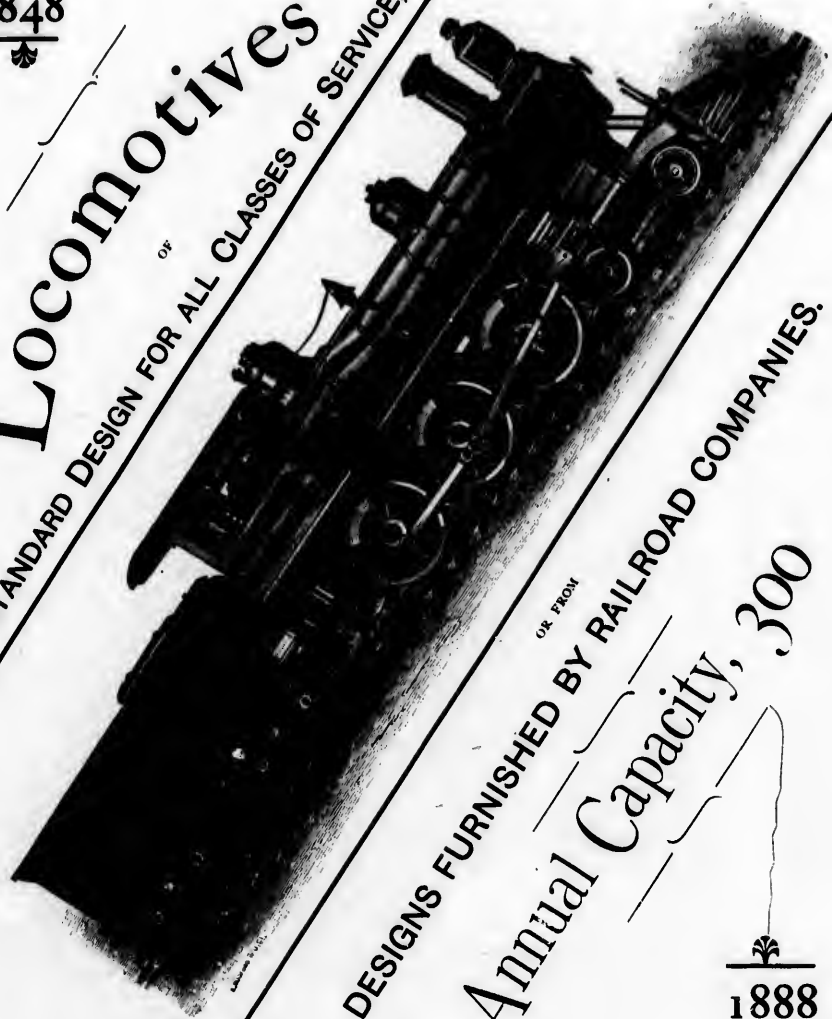 1848
Locomotives
OF
STANDARD DESIGN FOR ALL CLASSES OF SERVICE,
OR FROM
DESIGNS FURNISHED BY RAILROAD COMPANIES.
Annual Capacity, 300
1888